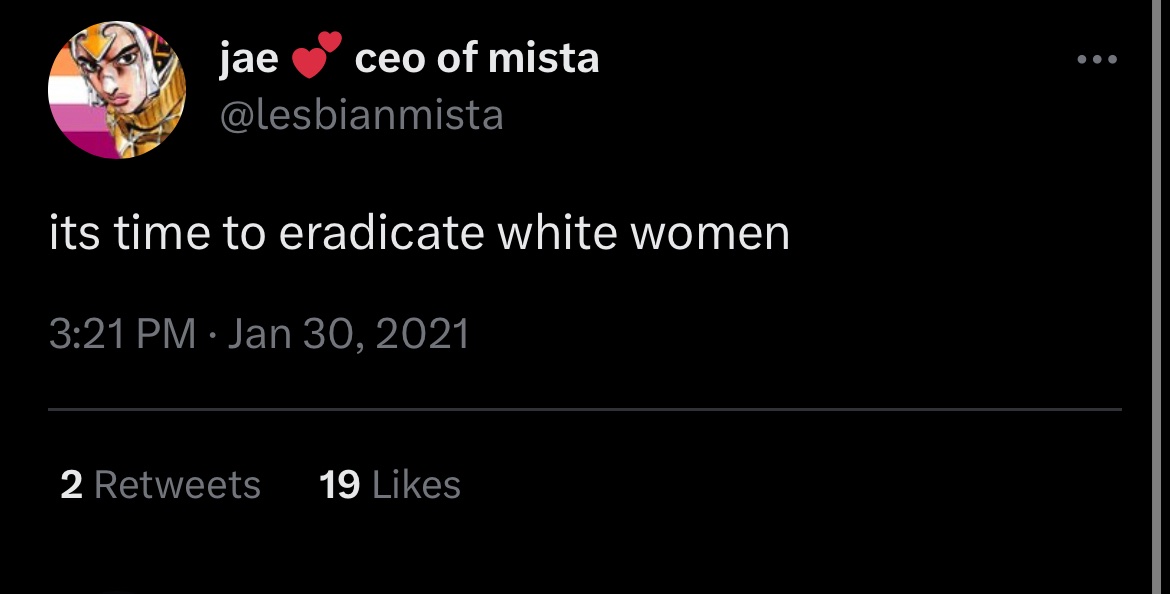 jae 💕 ceo of mista
@lesbianmista
its time to eradicate white women
3:21 PM · Jan 30, 2021
2 Retweets 19 Likes